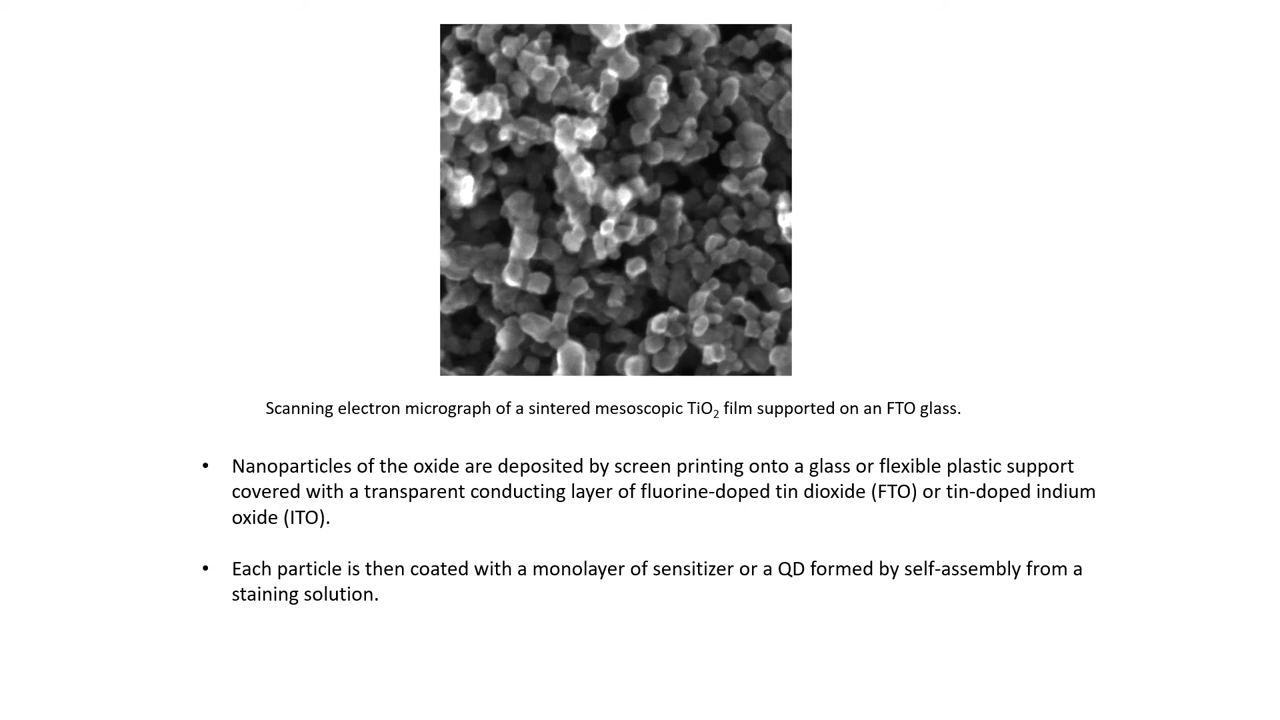 Scanning electron micrograph of a sintered mesoscopic TiO₂ film supported on an FTO glass.
• Nanoparticles of the oxide are deposited by screen printing onto a glass or flexible plastic support
covered with a transparent conducting layer of fluorine-doped tin dioxide (FTO) or tin-doped indium
oxide (ITO).
• Each particle is then coated with a monolayer of sensitizer or a QD formed by self-assembly from a
staining solution.